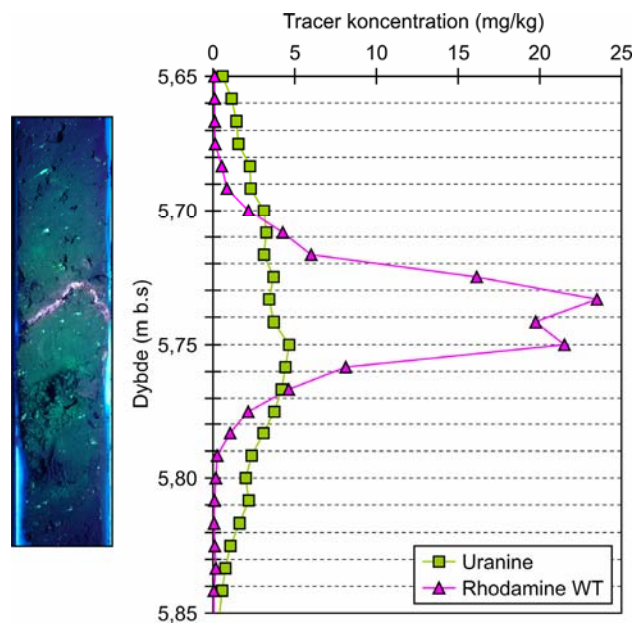 Tracer koncentration (mg/kg)
0 5 10 15 20 25
5,65
5,70
5,75
5,80
5,85
Dybde (m b.s)
Uranine
Rhodamine WT